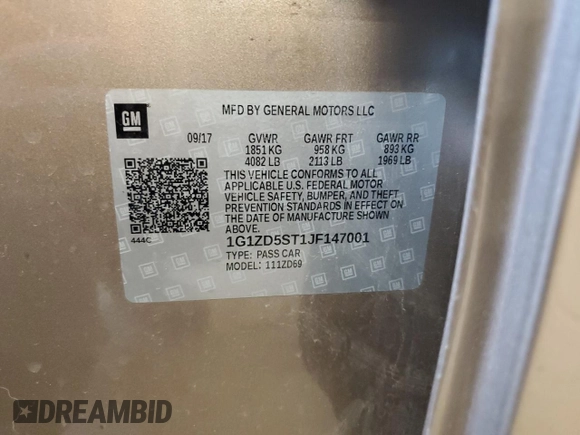 GM
MFD BY GENERAL MOTORS LLC
09/17 GVWR GAWR FRT GAWR RR
1851 KG 958 KG 893 KG
4082 LB 2113 LB 1969 LB
THIS VEHICLE CONFORMS TO ALL
APPLICABLE U.S. FEDERAL MOTOR
VEHICLE SAFETY, BUMPER, AND THEFT
PREVENTION STANDARDS IN EFFECT ON
THE DATE OF MANUFACTURE SHOWN
ABOVE.
444C
1G1ZD5ST1JF147001
TYPE: PASS CAR
MODEL: 111ZD69
DREAMBID